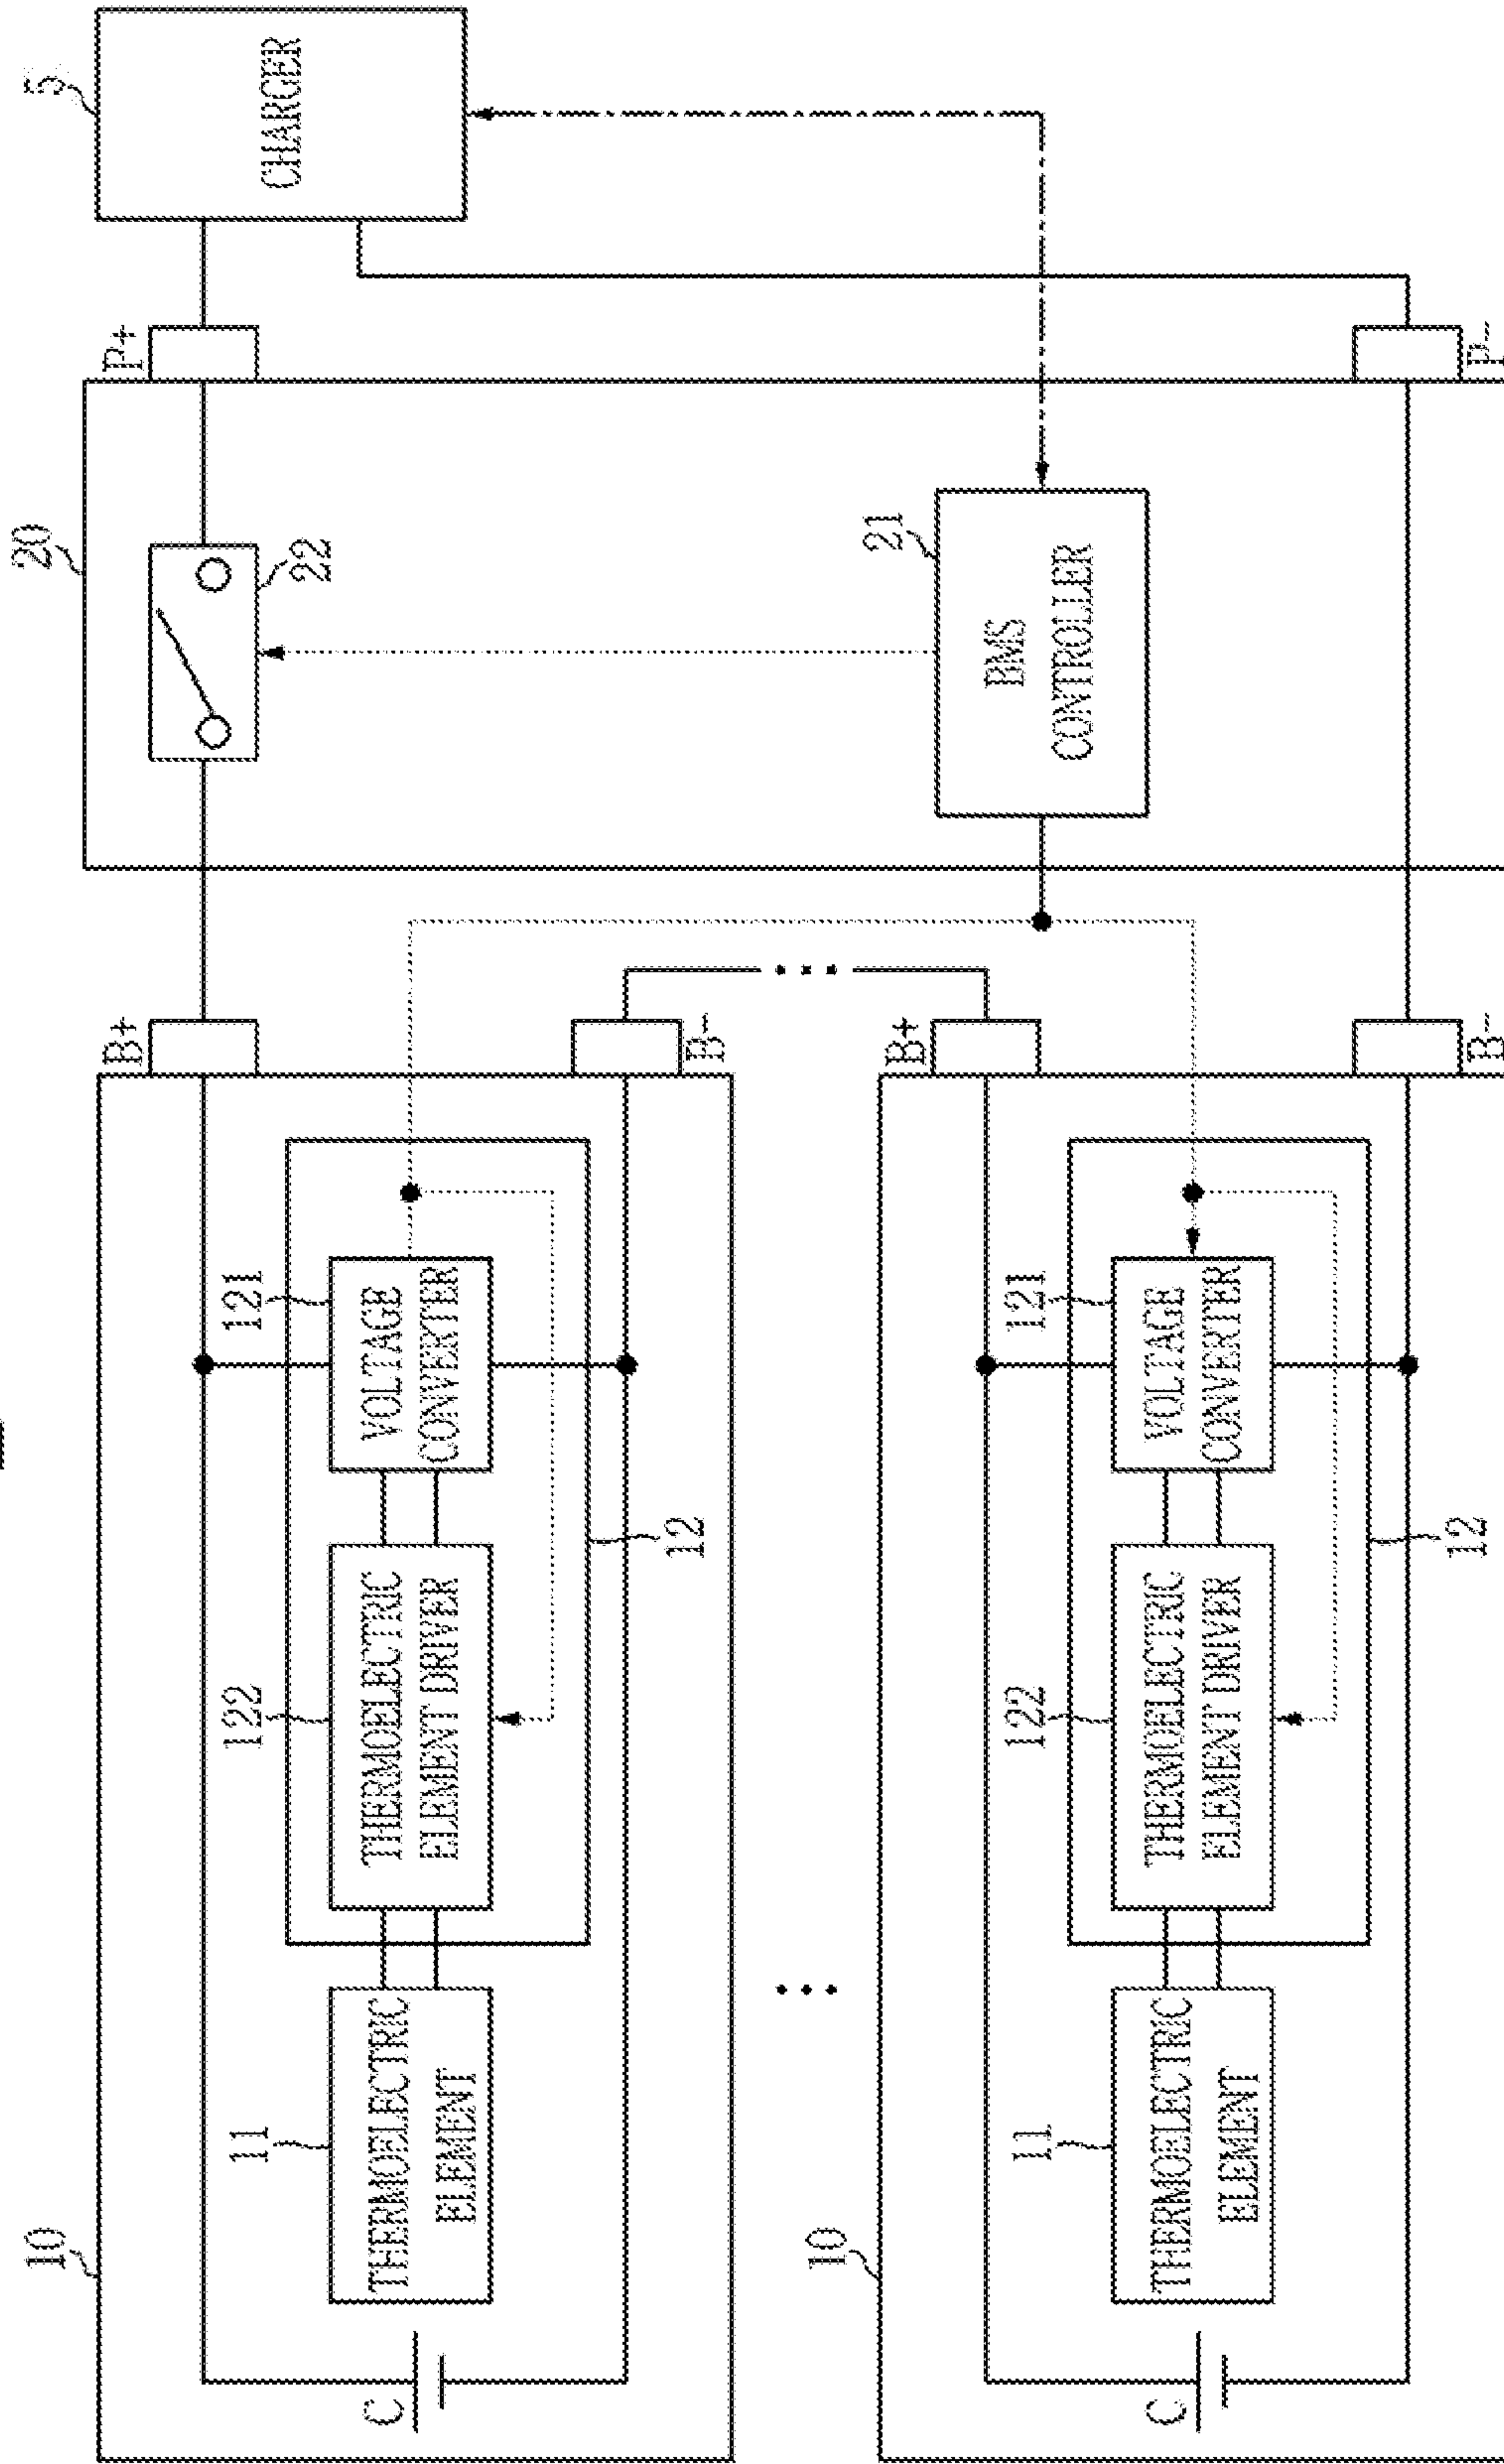 10
11
THERMOELECTRIC
ELEMENT
C
122
THERMOELECTRIC
ELEMENT DRIVER
121
VOLTAGE
CONVERTER
12
B+
B-
20
22
P+
5
CHARGER
10
11
THERMOELECTRIC
ELEMENT
C
122
THERMOELECTRIC
ELEMENT DRIVER
121
VOLTAGE
CONVERTER
12
B+
B-
21
BMS
CONTROLLER
P-